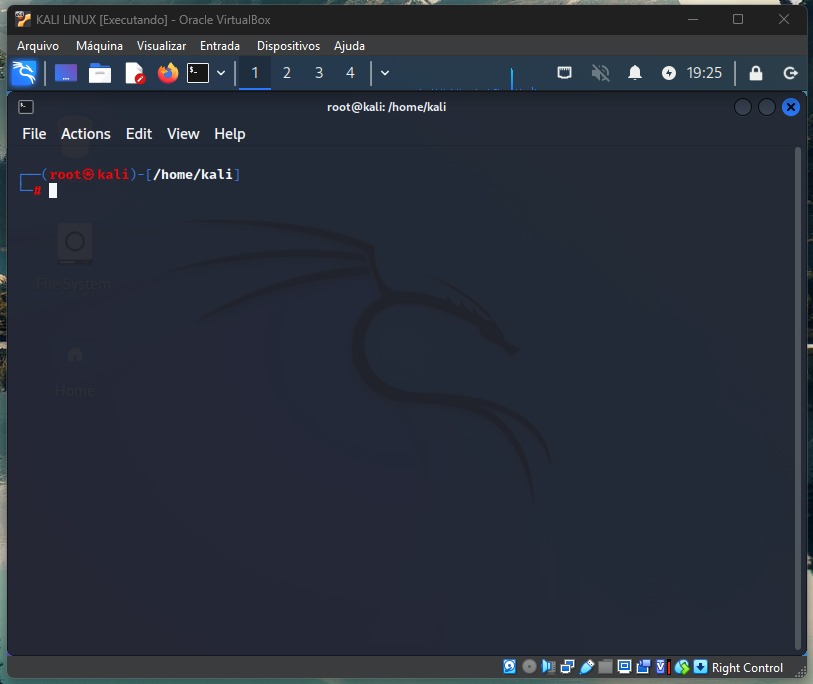 KALI LINUX [Executando] - Oracle VirtualBox
Arquivo Máquina Visualizar Entrada Dispositivos Ajuda
1 2 3 4 19:25
root@kali: /home/kali
File Actions Edit View Help
┌──(root㉿kali)-[/home/kali]
└─#
File System
Home
Right Control